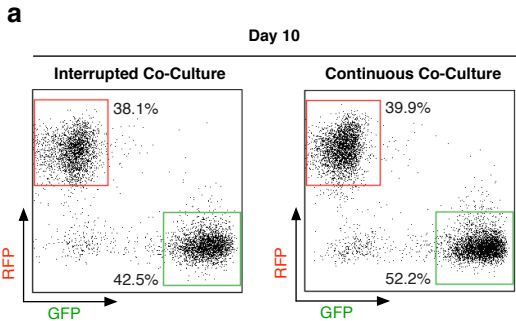 a
Day 10
Interrupted Co-Culture
Continuous Co-Culture
38.1%
39.9%
42.5%
52.2%
RFP
GFP
RFP
GFP